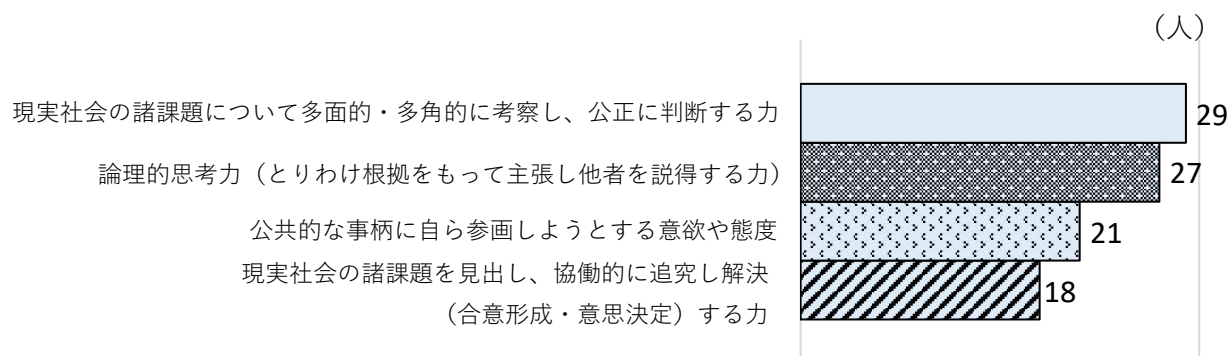 （人）
現実社会の諸課題について多面的・多角的に考察し、公正に判断する力
29
論理的思考力（とりわけ根拠をもって主張し他者を説得する力）
27
公共的な事柄に自ら参画しようとする意欲や態度
21
現実社会の諸課題を見出し、協働的に追究し解決
（合意形成・意思決定）する力
18